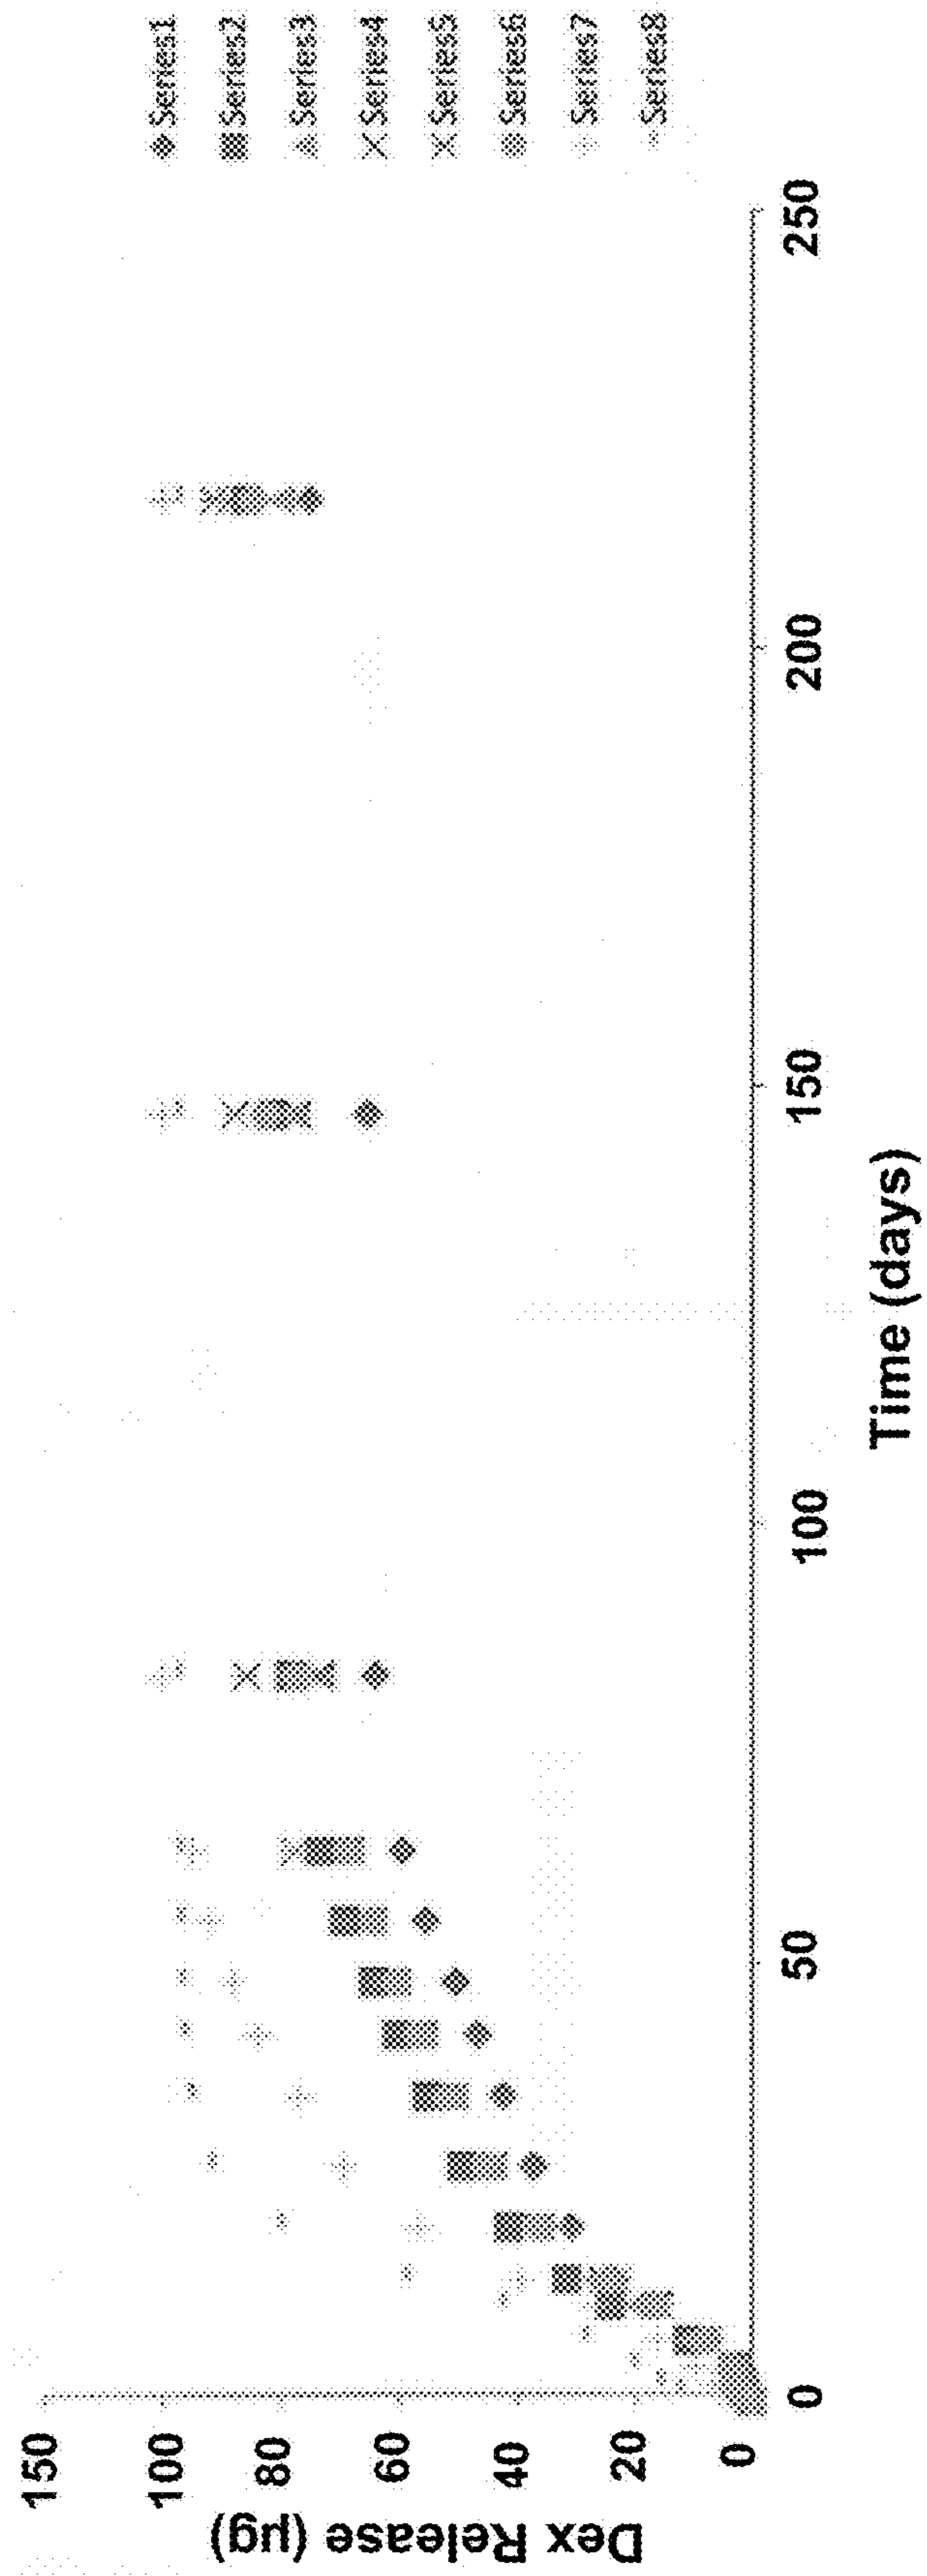 Dex Release (µg)
150
100
80
60
40
20
0
0
50
100
150
200
250
Time (days)
Series1
Series2
Series3
Series4
Series5
Series6
Series7
Series8